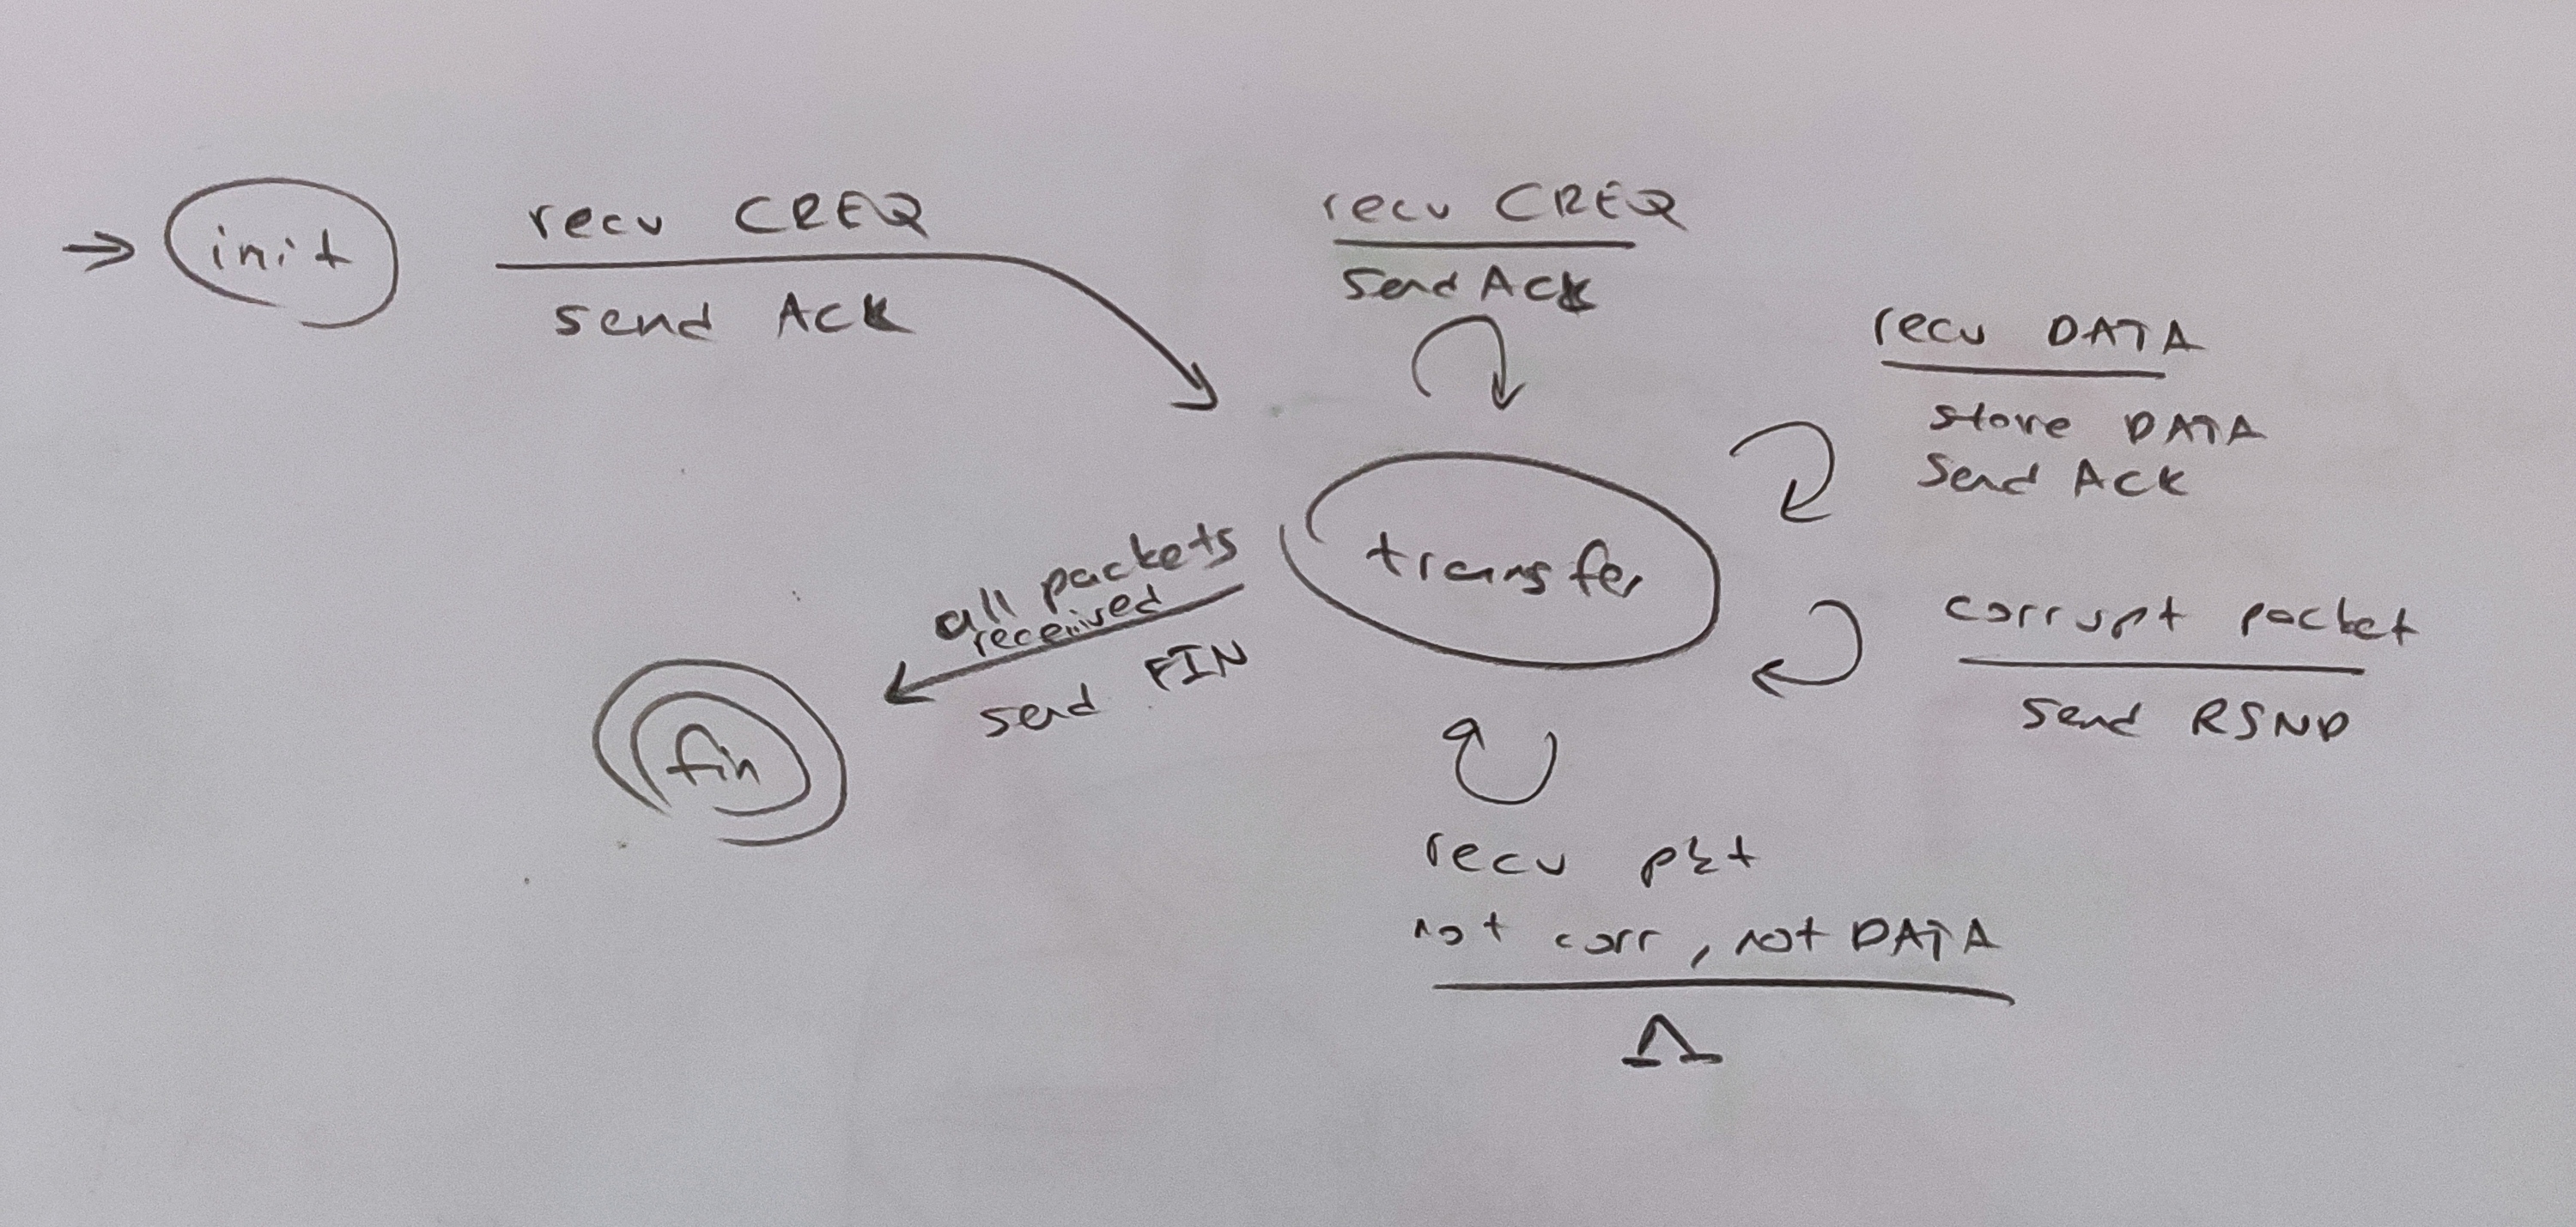 → init
recv CREQ
send Ack
recv CREQ
send Ack
recv DATA
store DATA
send Ack
transfer
corrupt packet
send RSND
all packets
received
send FIN
fin
recv pkt
not corr, not DATA
Λ